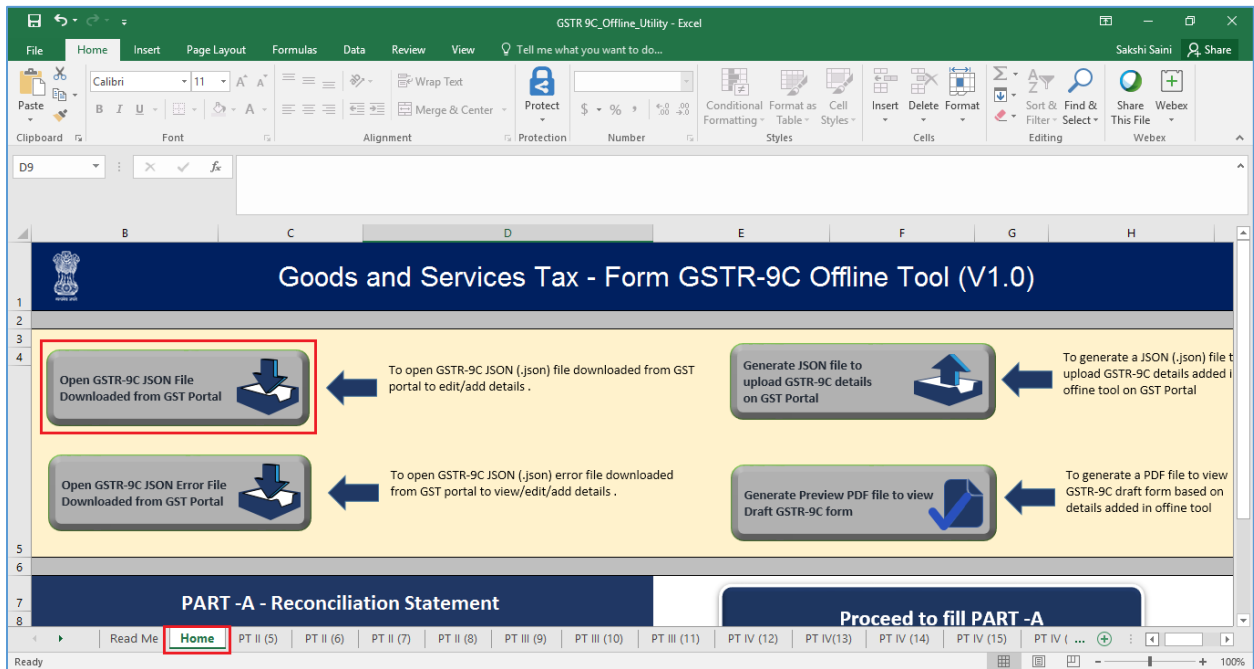 GSTR 9C_Offline_Utility - Excel
File Home Insert Page Layout Formulas Data Review View Tell me what you want to do... Sakshi Saini Share
Paste
Clipboard
Calibri 11
B I U
Font
Wrap Text
Merge & Center
Alignment
Protect
Protection
$ % ,
Number
Conditional Formatting
Format as Table
Cell Styles
Styles
Insert Delete Format
Cells
Sort & Filter
Find & Select
Editing
Share This File
Webex
Webex
D9
fx
B C D E F G H
1
Goods and Services Tax - Form GSTR-9C Offline Tool (V1.0)
2
3
4
Open GSTR-9C JSON File
Downloaded from GST Portal
To open GSTR-9C JSON (.json) file downloaded from GST
portal to edit/add details .
Generate JSON file to
upload GSTR-9C details
on GST Portal
To generate a JSON (.json) file t
upload GSTR-9C details added i
offine tool on GST Portal
Open GSTR-9C JSON Error File
Downloaded from GST Portal
To open GSTR-9C JSON (.json) error file downloaded
from GST portal to view/edit/add details .
Generate Preview PDF file to view
Draft GSTR-9C form
To generate a PDF file to view
GSTR-9C draft form based on
details added in offine tool
5
6
7
PART -A - Reconciliation Statement
8
Proceed to fill PART -A
Read Me Home PT II (5) PT II (6) PT II (7) PT II (8) PT III (9) PT III (10) PT III (11) PT IV (12) PT IV(13) PT IV (14) PT IV (15) PT IV ( ...
Ready
100%